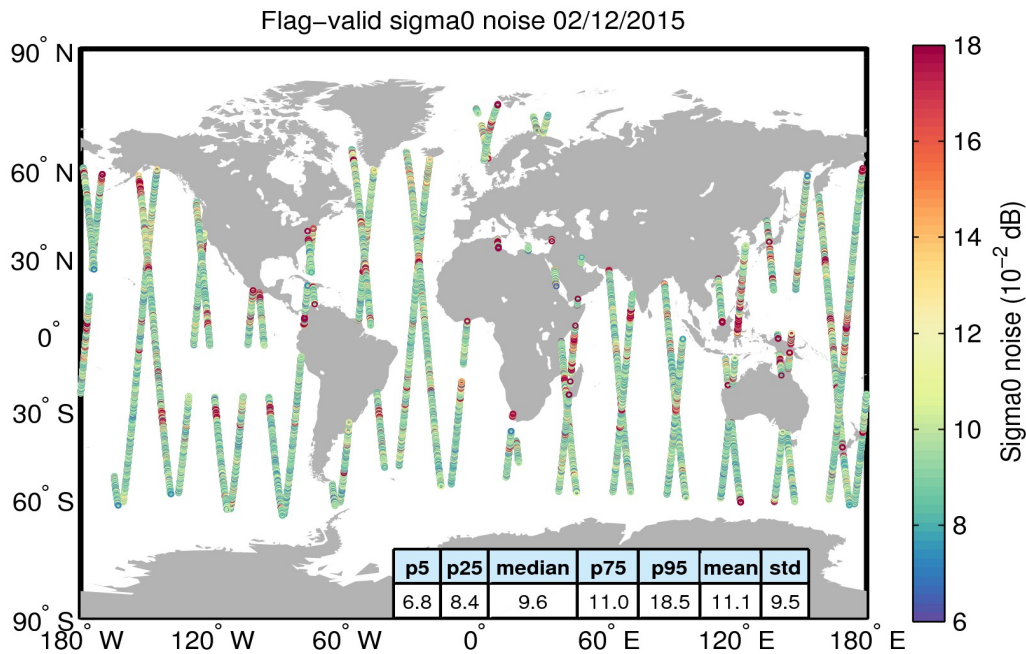 Flag−valid sigma0 noise 02/12/2015
90° N
60° N
30° N
0°
30° S
60° S
90° S
180° W
120° W
60° W
0°
60° E
120° E
180° E
p5 p25 median p75 p95 mean std
6.8 8.4 9.6 11.0 18.5 11.1 9.5
18
16
14
12
10
8
6
Sigma0 noise (10⁻² dB)